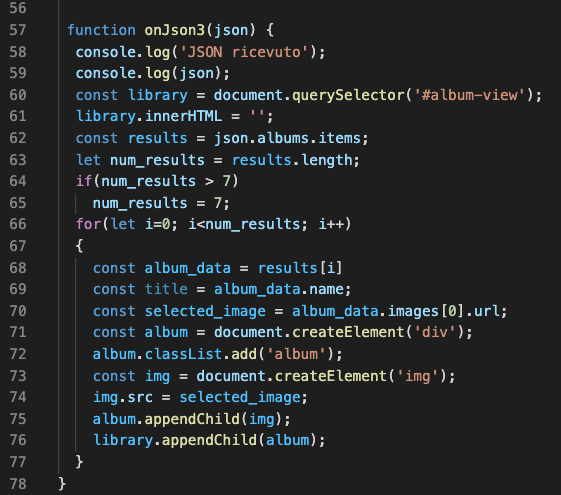 56
57 function onJson3(json) {
58 console.log('JSON ricevuto');
59 console.log(json);
60 const library = document.querySelector('#album-view');
61 library.innerHTML = '';
62 const results = json.albums.items;
63 let num_results = results.length;
64 if(num_results > 7)
65 num_results = 7;
66 for(let i=0; i<num_results; i++)
67 {
68 const album_data = results[i]
69 const title = album_data.name;
70 const selected_image = album_data.images[0].url;
71 const album = document.createElement('div');
72 album.classList.add('album');
73 const img = document.createElement('img');
74 img.src = selected_image;
75 album.appendChild(img);
76 library.appendChild(album);
77 }
78 }